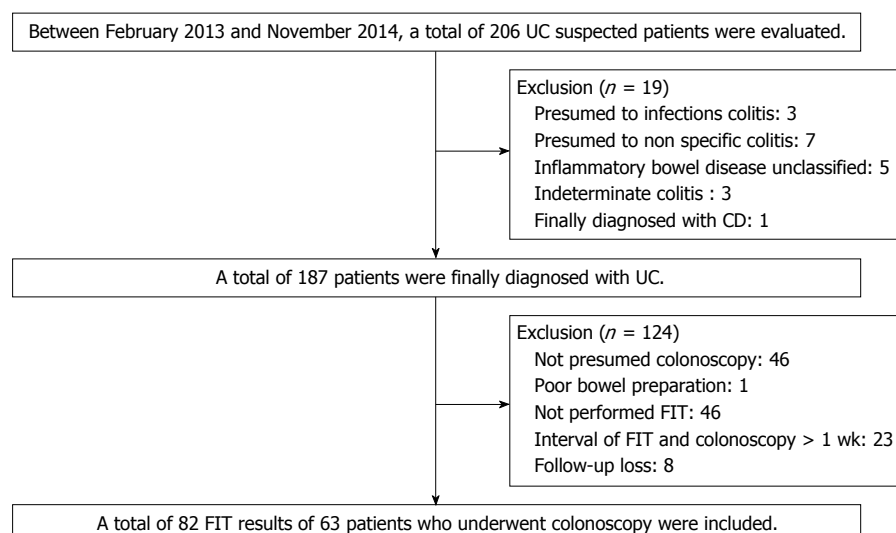 Between February 2013 and November 2014, a total of 206 UC suspected patients were evaluated.
Exclusion (n = 19)
Presumed to infections colitis: 3
Presumed to non specific colitis: 7
Inflammatory bowel disease unclassified: 5
Indeterminate colitis : 3
Finally diagnosed with CD: 1
A total of 187 patients were finally diagnosed with UC.
Exclusion (n = 124)
Not presumed colonoscopy: 46
Poor bowel preparation: 1
Not performed FIT: 46
Interval of FIT and colonoscopy > 1 wk: 23
Follow-up loss: 8
A total of 82 FIT results of 63 patients who underwent colonoscopy were included.